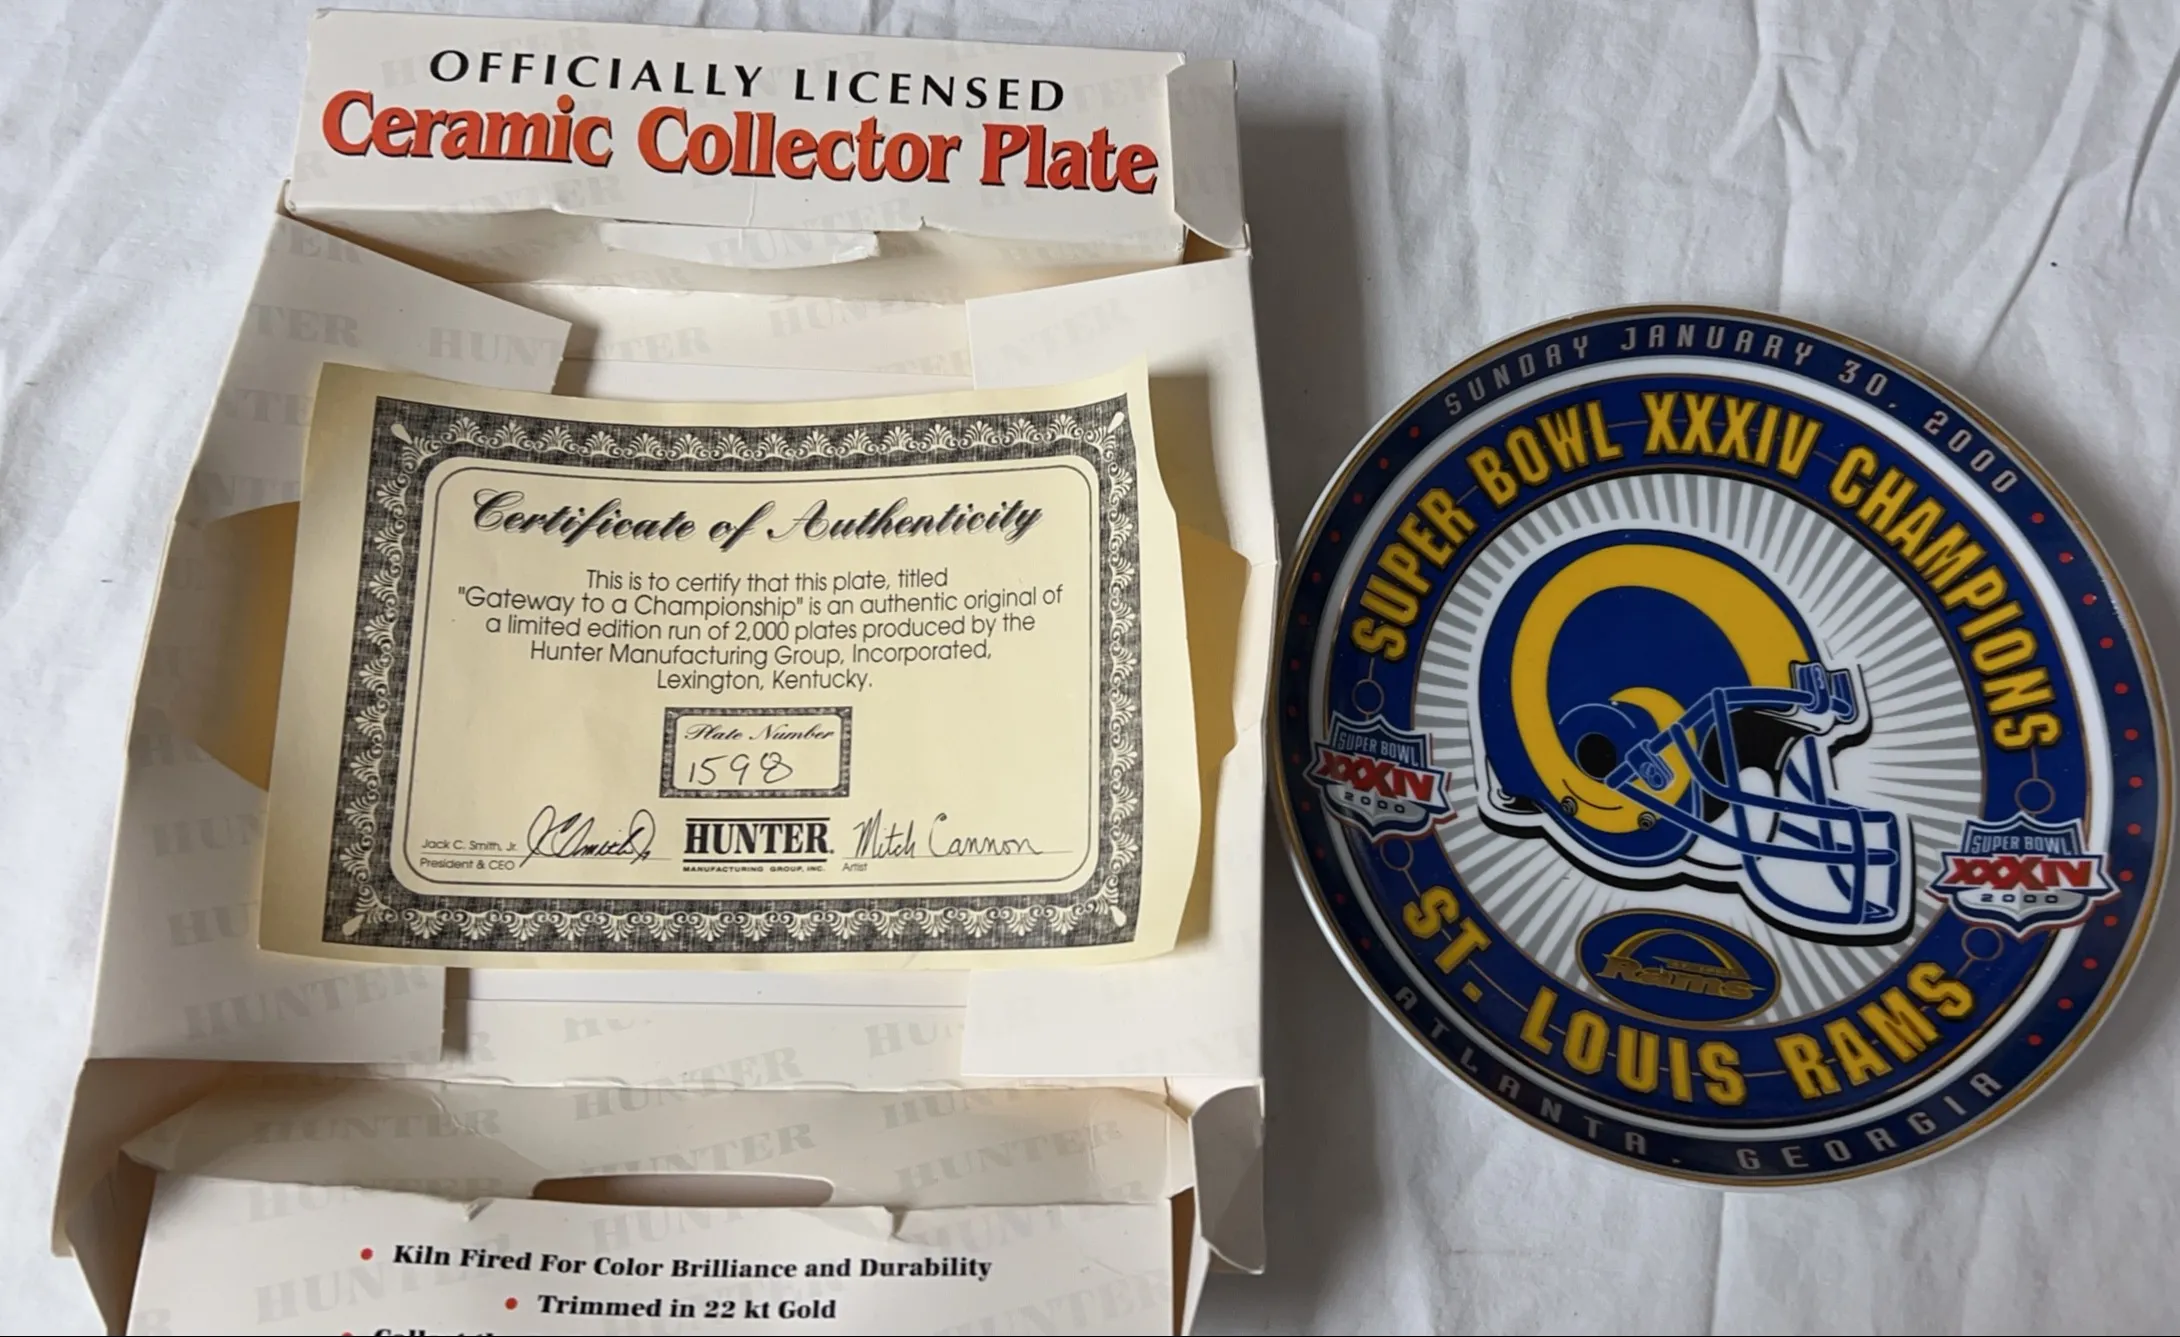 OFFICIALLY LICENSED
Ceramic Collector Plate
Certificate of Authenticity
This is to certify that this plate, titled
"Gateway to a Championship" is an authentic original of
a limited edition run of 2,000 plates produced by the
Hunter Manufacturing Group, Incorporated,
Lexington, Kentucky.
Plate Number
1598
Jack C. Smith, Jr.
President & CEO
HUNTER
MANUFACTURING GROUP, INC.
Mitch Cannon
Artist
• Kiln Fired For Color Brilliance and Durability
• Trimmed in 22 kt Gold
SUNDAY JANUARY 30, 2000
SUPER BOWL XXXIV CHAMPIONS
SUPER BOWL
XXXIV
2000
SUPER BOWL
XXXIV
2000
Rams
ST. LOUIS RAMS
ATLANTA, GEORGIA